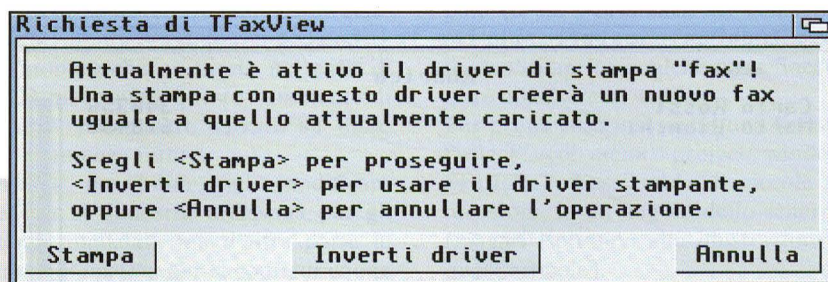 Richiesta di TFaxView
Attualmente è attivo il driver di stampa "fax"!
Una stampa con questo driver creerà un nuovo fax
uguale a quello attualmente caricato.
Scegli <Stampa> per proseguire,
<Inverti driver> per usare il driver stampante,
oppure <Annulla> per annullare l'operazione.
Stampa Inverti driver Annulla